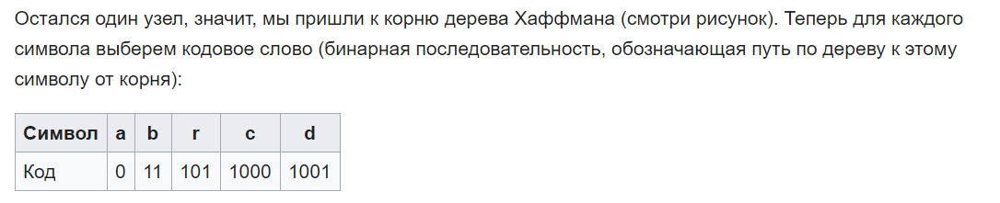 Остался один узел, значит, мы пришли к корню дерева Хаффмана (смотри рисунок). Теперь для каждого
символа выберем кодовое слово (бинарная последовательность, обозначающая путь по дереву к этому
символу от корня):
Символ a b r c d
Код 0 11 101 1000 1001